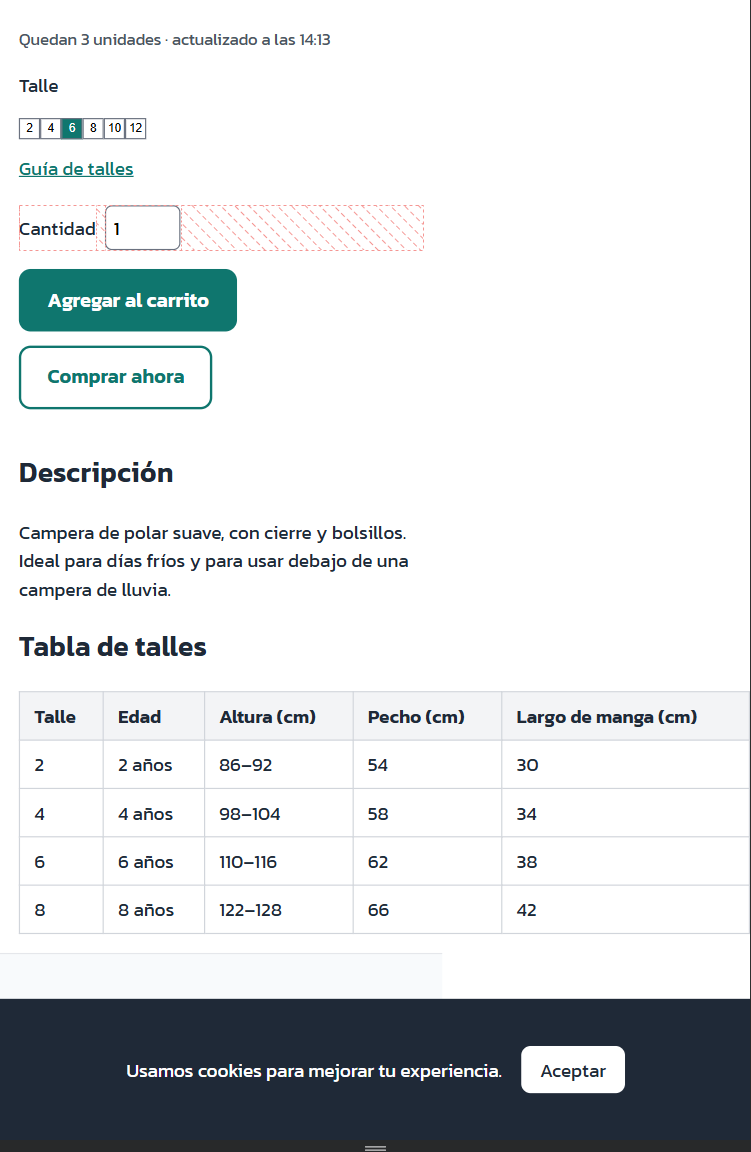 Quedan 3 unidades · actualizado a las 14:13
Talle
2 4 6 8 10 12
Guía de talles
Cantidad 1
Agregar al carrito
Comprar ahora
Descripción
Campera de polar suave, con cierre y bolsillos.
Ideal para días fríos y para usar debajo de una
campera de lluvia.
Tabla de talles
Talle Edad Altura (cm) Pecho (cm) Largo de manga (cm)
2 2 años 86–92 54 30
4 4 años 98–104 58 34
6 6 años 110–116 62 38
8 8 años 122–128 66 42
Usamos cookies para mejorar tu experiencia. Aceptar